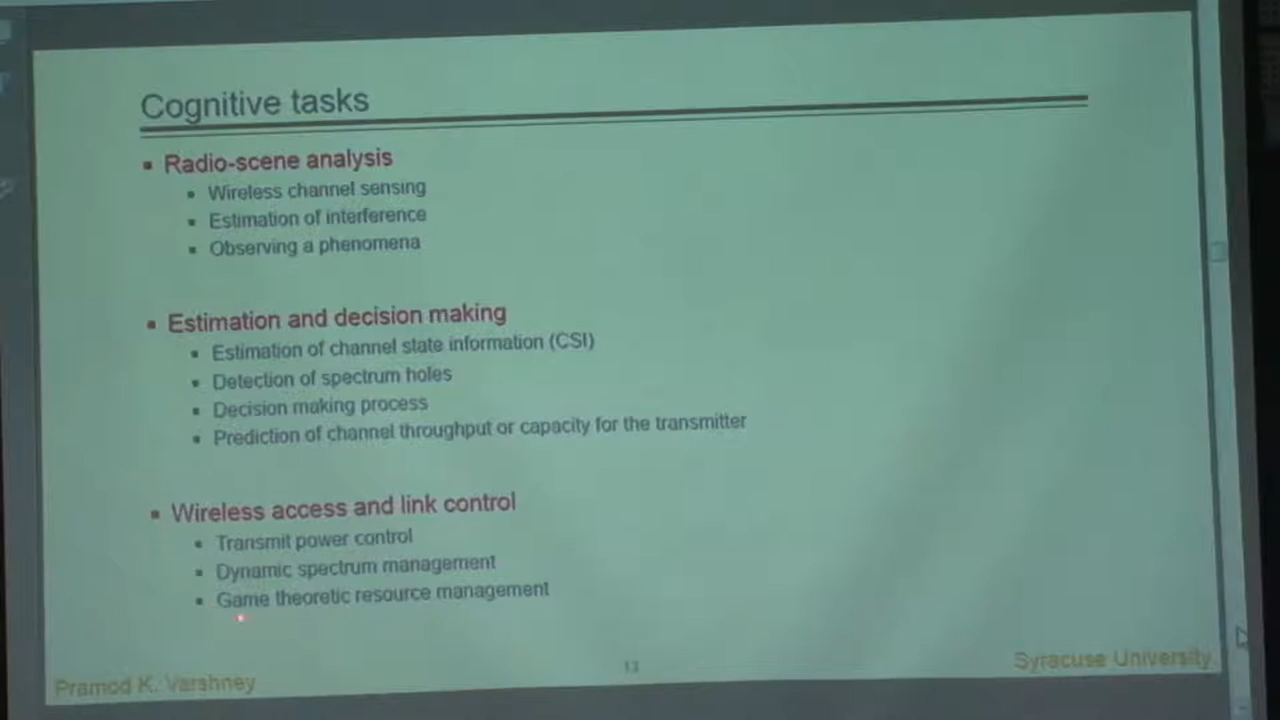 Cognitive tasks
Radio-scene analysis
Wireless channel sensing
Estimation of interference
Observing a phenomena
Estimation and decision making
Estimation of channel state information (CSI)
Detection of spectrum holes
Decision making process
Prediction of channel throughput or capacity for the transmitter
Wireless access and link control
Transmit power control
Dynamic spectrum management
Game theoretic resource management
Pramod K. Varshney
13
Syracuse University